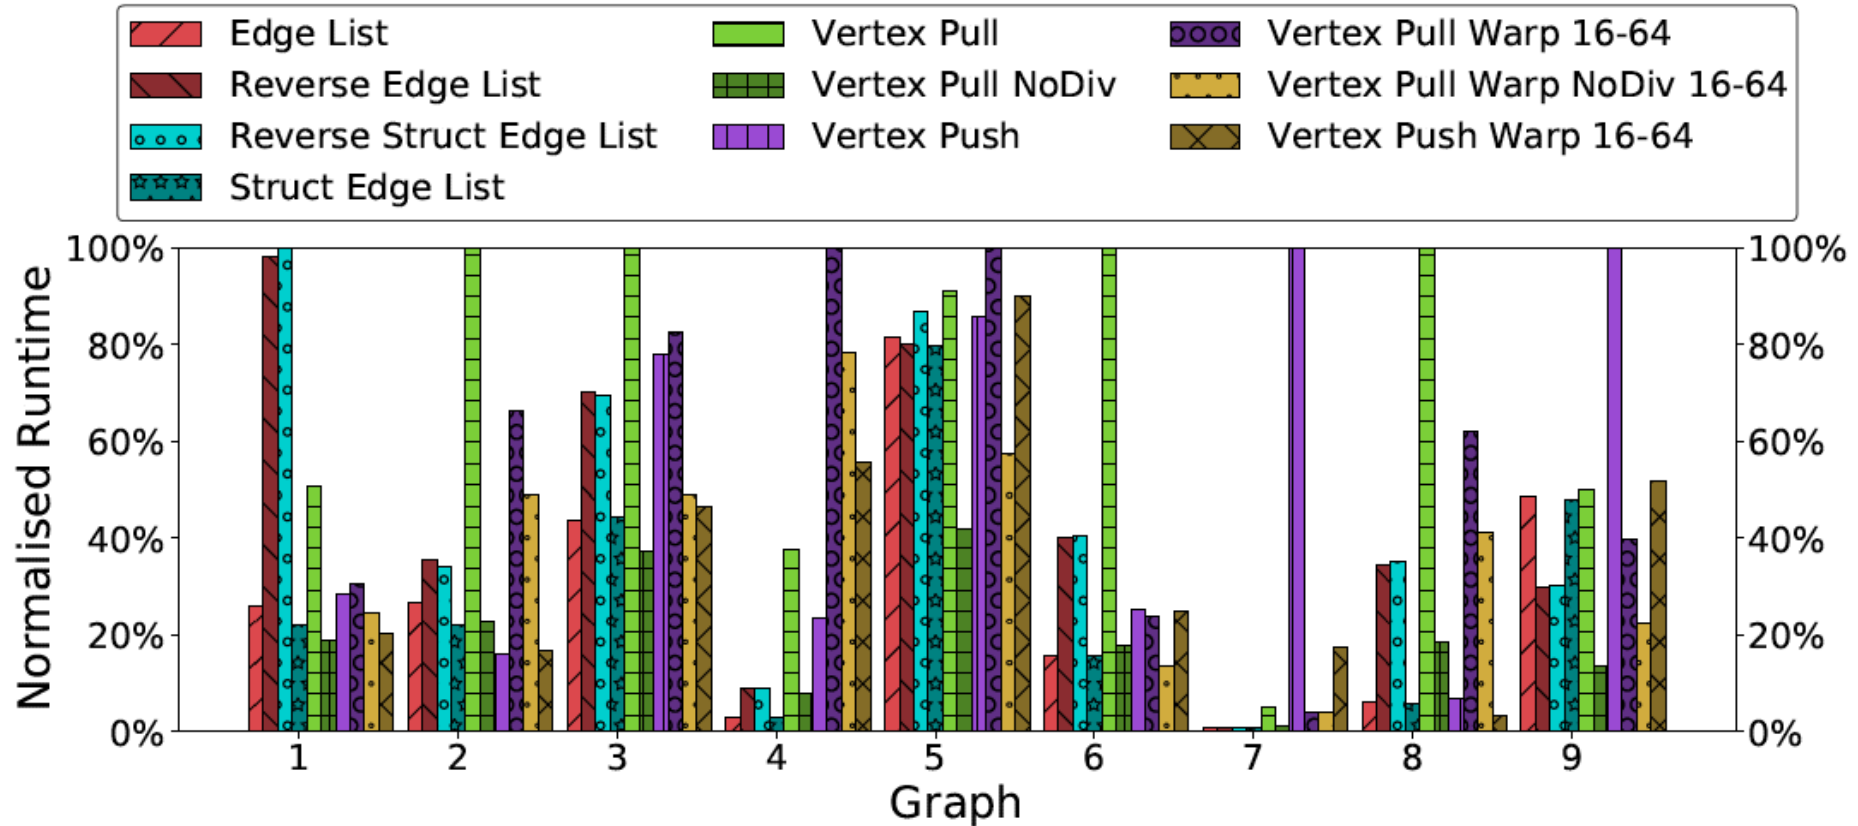 Edge List
Reverse Edge List
Reverse Struct Edge List
Struct Edge List
Vertex Pull
Vertex Pull NoDiv
Vertex Push
Vertex Pull Warp 16-64
Vertex Pull Warp NoDiv 16-64
Vertex Push Warp 16-64
Normalised Runtime
100%
80%
60%
40%
20%
0%
100%
80%
60%
40%
20%
0%
1 2 3 4 5 6 7 8 9
Graph